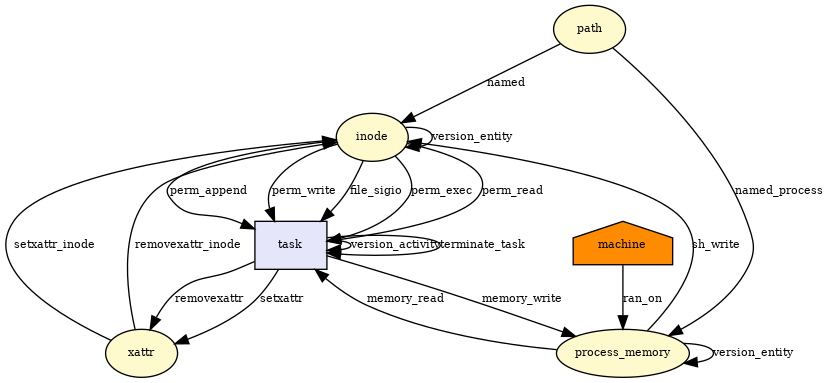 path
named
inode
version_entity
perm_append
perm_write
file_sigio
perm_exec
perm_read
named_process
setxattr_inode
removexattr_inode
task
version_activity
terminate_task
machine
sh_write
removexattr
setxattr
memory_read
memory_write
ran_on
xattr
process_memory
version_entity